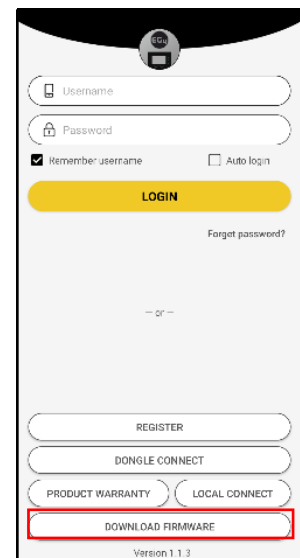 Username
Password
Remember username Auto login
LOGIN
Forget password?
— or —
REGISTER
DONGLE CONNECT
PRODUCT WARRANTY LOCAL CONNECT
DOWNLOAD FIRMWARE
Version 1.1.3